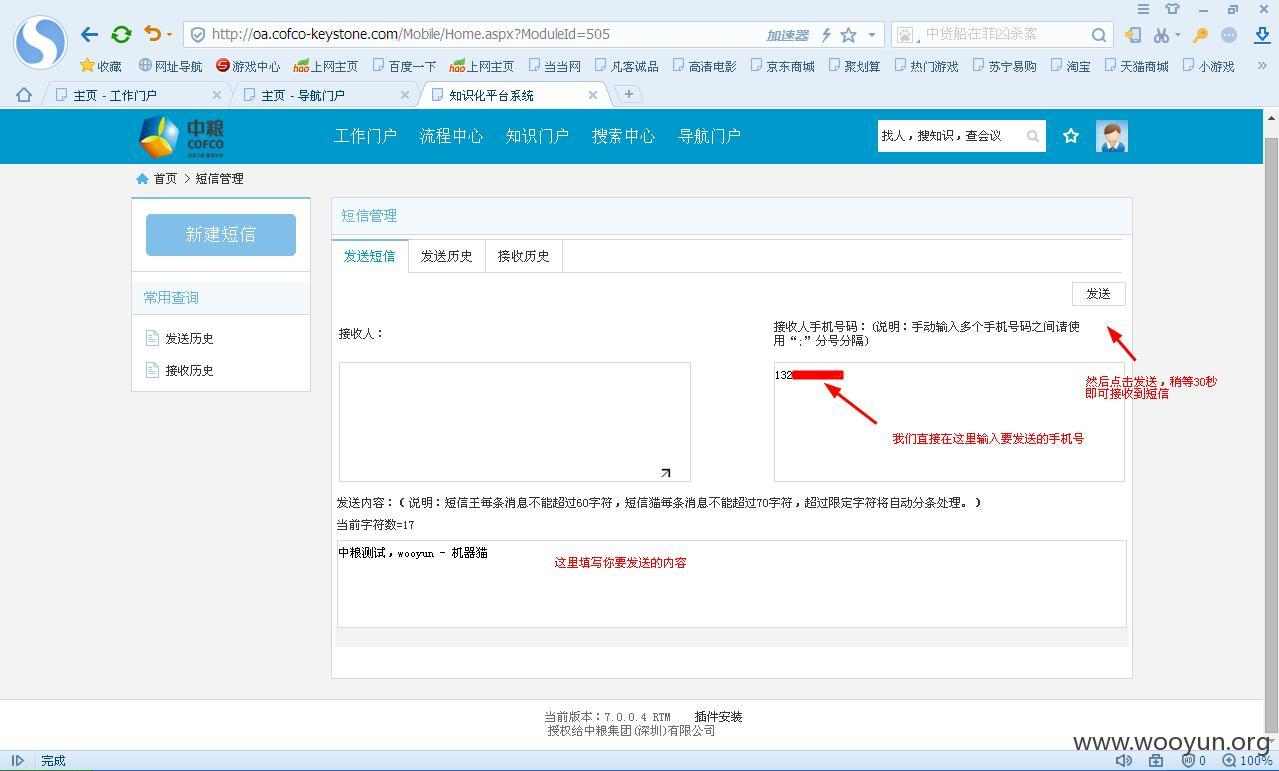 http://oa.cofco-keystone.com/Mobile/Home.aspx?ModuleId=505
加速器
中货船在菲凶杀案
收藏 网址导航 游戏中心 上网主页 百度一下 上网主页 当当网 凡客诚品 高清电影 京东商城 聚划算 热门游戏 苏宁易购 淘宝 天猫商城 小游戏 »
主页 - 工作门户 主页 - 导航门户 知识化平台系统
中粮
COFCO
工作门户 流程中心 知识门户 搜索中心 导航门户
找人，搜知识，查会议
首页 > 短信管理
新建短信
常用查询
发送历史
接收历史
短信管理
发送短信 发送历史 接收历史
发送
接收人：
接收人手机号码：（说明：手动输入多个手机号码之间请使
用“；”分号分隔）
132
然后点击发送，稍等30秒
即可接收到短信
我们直接在这里输入要发送的手机号
发送内容：（ 说明：短信王每条消息不能超过60字符，短信猫每条消息不能超过70字符，超过限定字符将自动分条处理。 ）
当前字符数=17
中粮测试，wooyun - 机器猫
这里填写你要发送的内容
当前版本：7.0.0.4 RTM 插件安装
授权给中粮集团(深圳)有限公司
www.wooyun.org
完成
0
100%